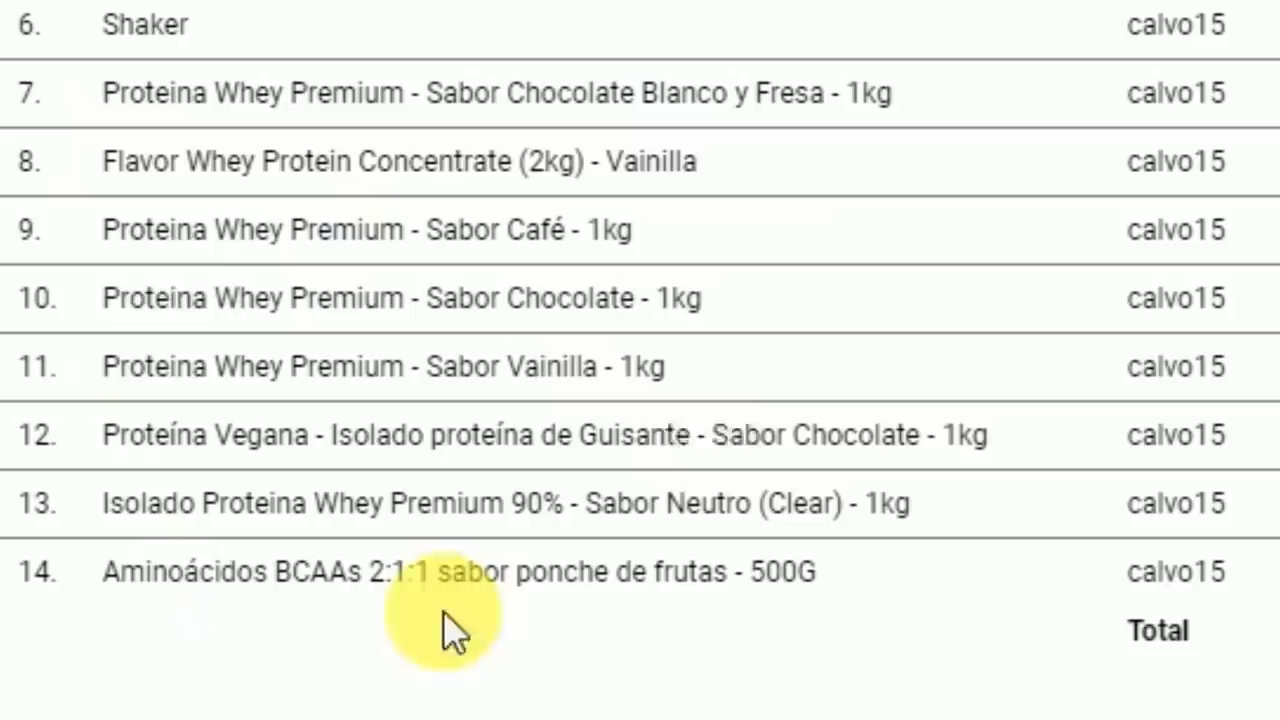 6. Shaker calvo15
7. Proteina Whey Premium - Sabor Chocolate Blanco y Fresa - 1kg calvo15
8. Flavor Whey Protein Concentrate (2kg) - Vainilla calvo15
9. Proteina Whey Premium - Sabor Café - 1kg calvo15
10. Proteina Whey Premium - Sabor Chocolate - 1kg calvo15
11. Proteina Whey Premium - Sabor Vainilla - 1kg calvo15
12. Proteína Vegana - Isolado proteína de Guisante - Sabor Chocolate - 1kg calvo15
13. Isolado Proteina Whey Premium 90% - Sabor Neutro (Clear) - 1kg calvo15
14. Aminoácidos BCAAs 2:1:1 sabor ponche de frutas - 500G calvo15
Total